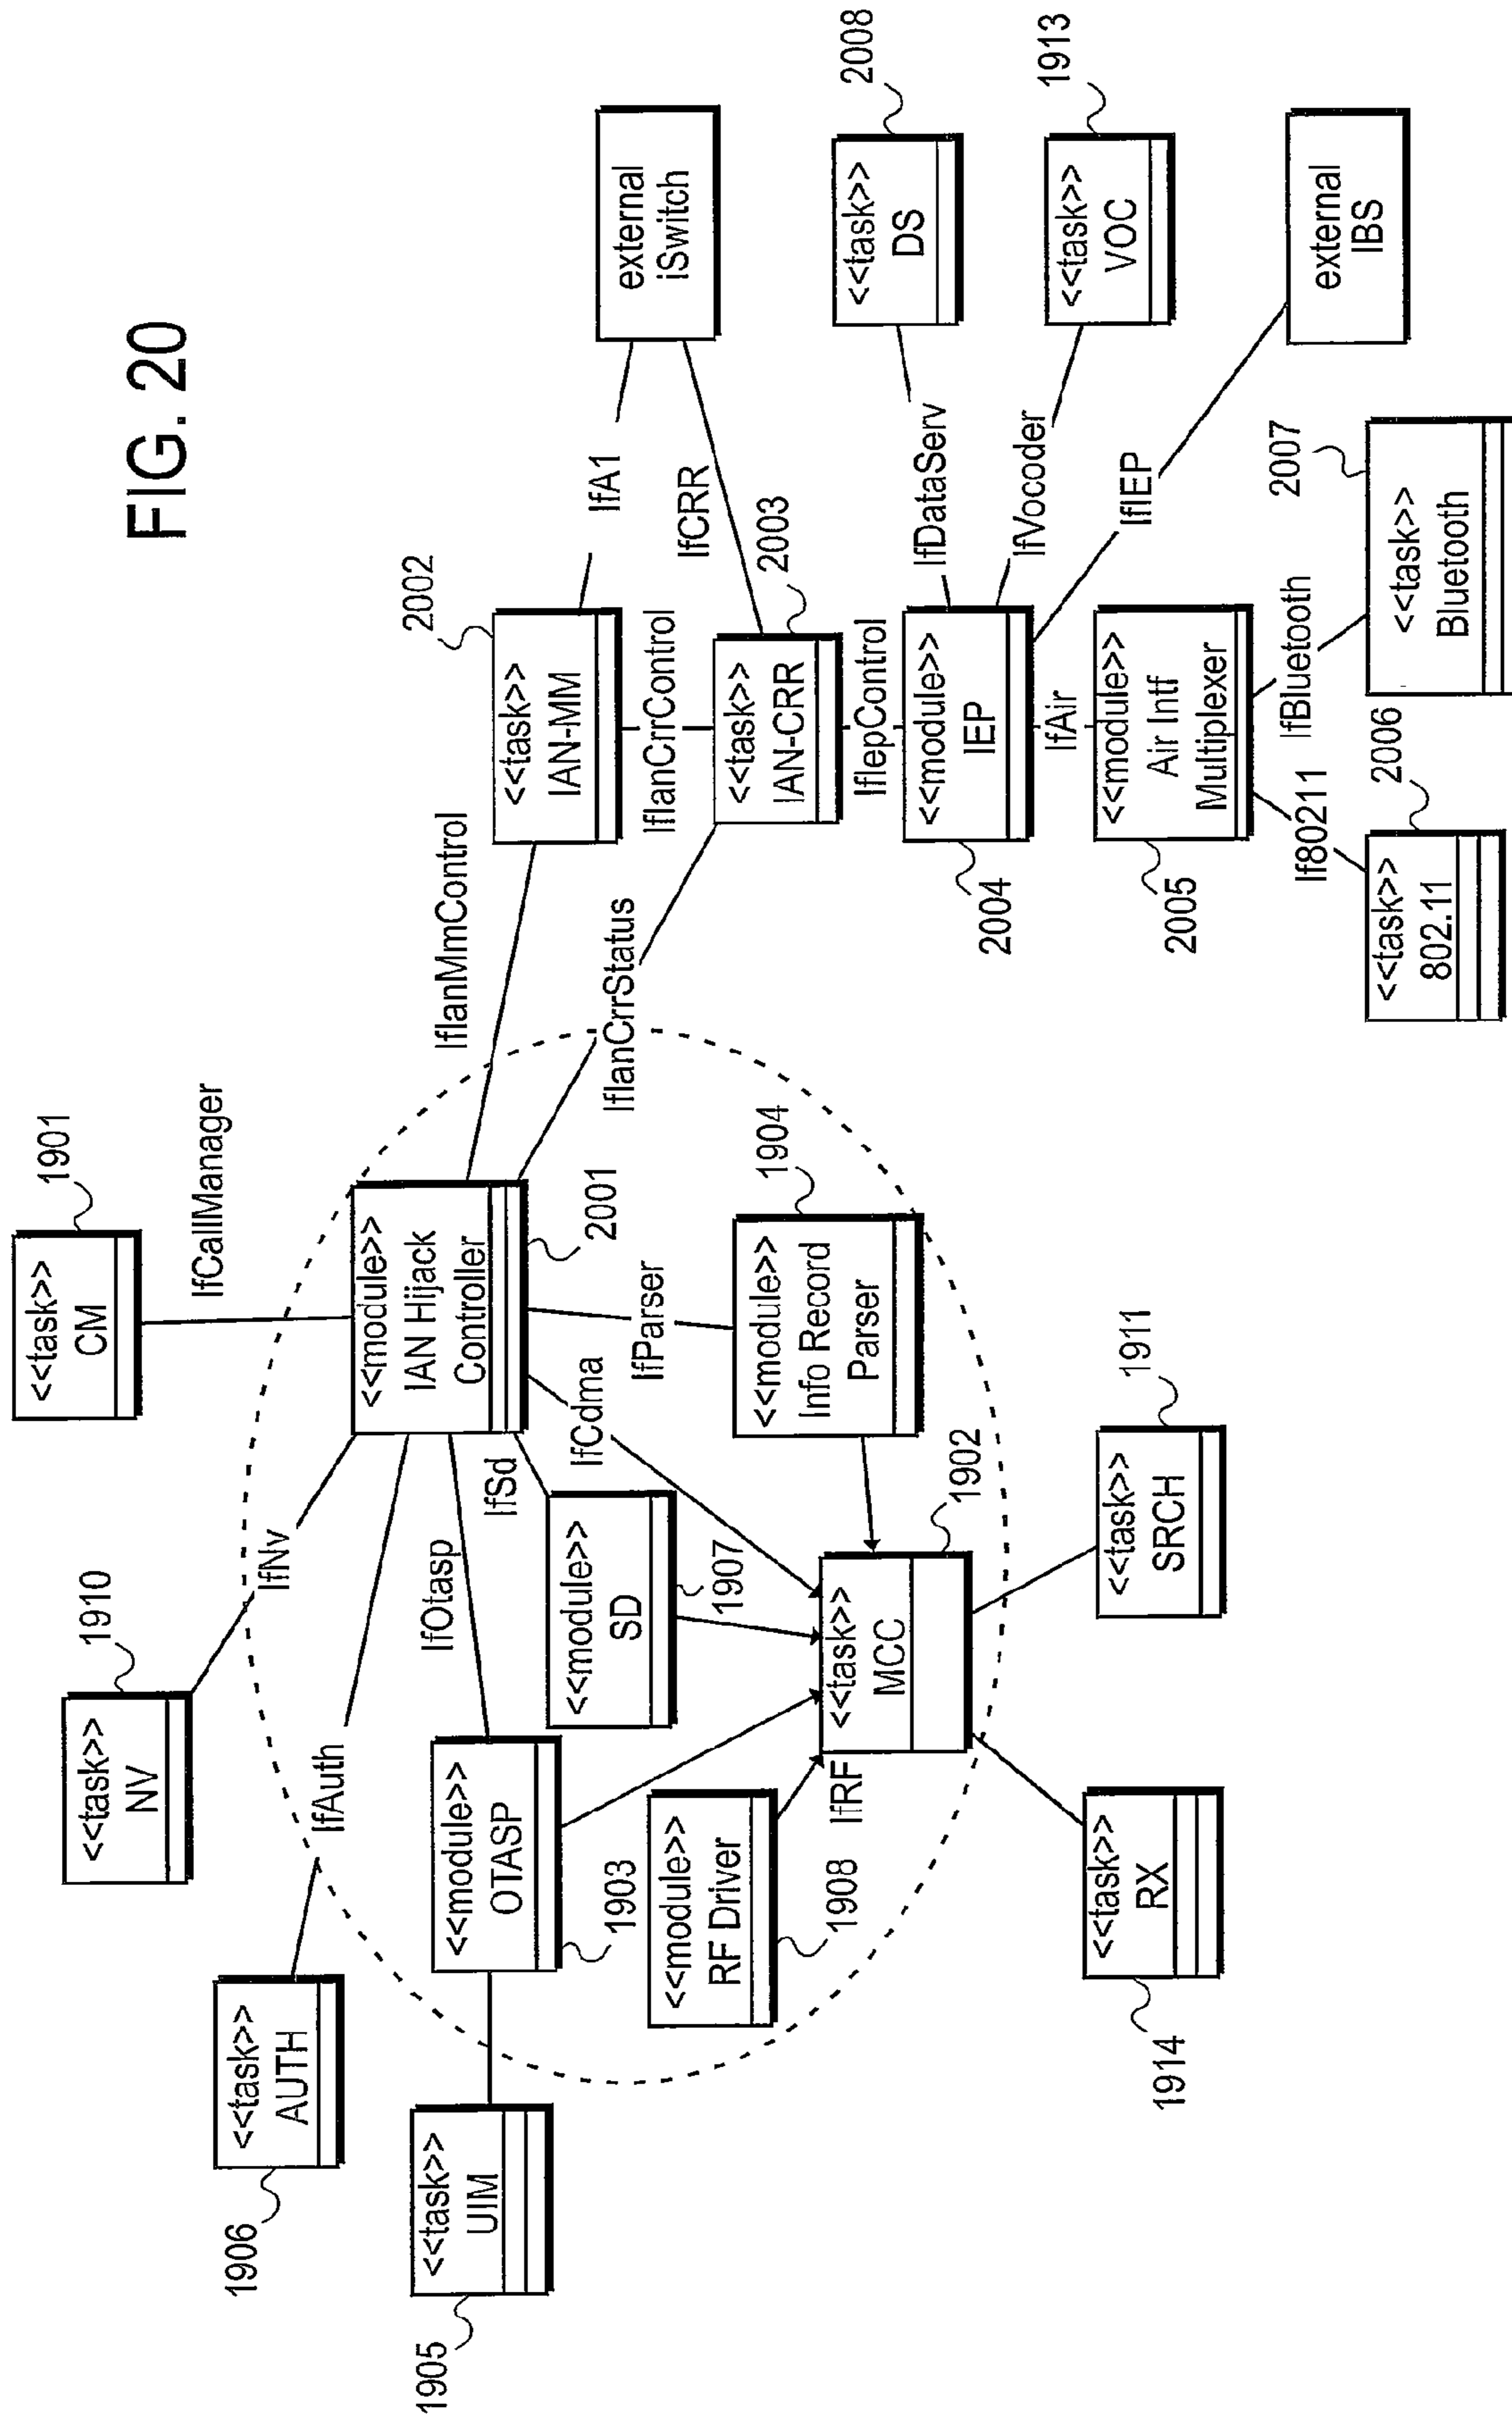 FIG. 20
1901
<<task>>
CM
IfCallManager
1910
<<task>>
NV
IfNv
1906
<<task>>
AUTH
IfAuth
<<module>>
IAN Hijack
Controller
2001
IfIanMmControl
IfIanCrrStatus
2002
<<task>>
IAN-MM
IfA1
external
iSwitch
IfCRR
IfIanCrrControl
2003
<<task>>
IAN-CRR
IfIepControl
1905
<<task>>
UIM
<<module>>
OTASP
1903
IfOtasp
IfSd
<<module>>
SD
1907
IfCdma
IfParser
1904
<<module>>
Info Record
Parser
<<module>>
RF Driver
1908
IfRF
1902
<<task>>
MCC
<<module>>
IEP
2004
IfDataServ
2008
<<task>>
DS
IfVocoder
1913
<<task>>
VOC
IfIEP
external
IBS
IfAir
<<module>>
Air Intf
Multiplexer
2005
1914
<<task>>
RX
1911
<<task>>
SRCH
If80211
2006
<<task>>
802.11
IfBluetooth
2007
<<task>>
Bluetooth